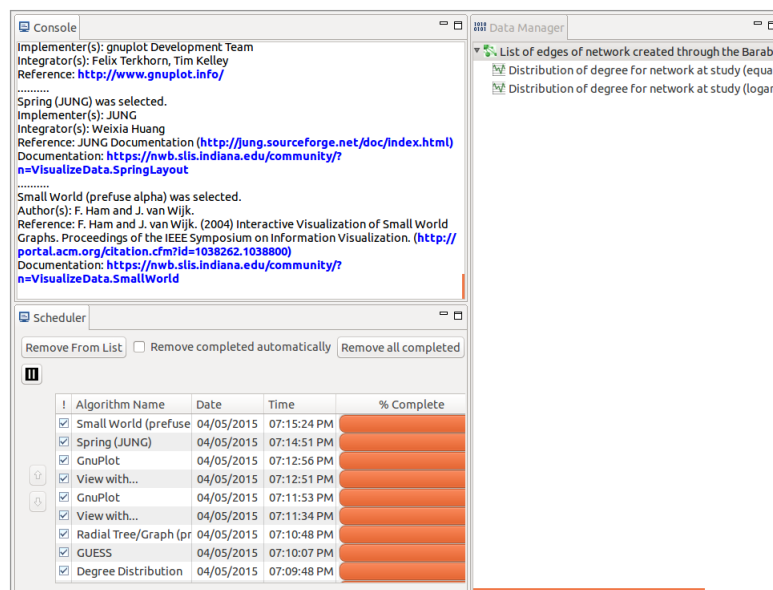 Console
Implementer(s): gnuplot Development Team
Integrator(s): Felix Terkhorn, Tim Kelley
Reference: http://www.gnuplot.info/
..........
Spring (JUNG) was selected.
Implementer(s): JUNG
Integrator(s): Weixia Huang
Reference: JUNG Documentation (http://jung.sourceforge.net/doc/index.html)
Documentation: https://nwb.slis.indiana.edu/community/?
n=VisualizeData.SpringLayout
..........
Small World (prefuse alpha) was selected.
Author(s): F. Ham and J. van Wijk.
Reference: F. Ham and J. van Wijk. (2004) Interactive Visualization of Small World
Graphs. Proceedings of the IEEE Symposium on Information Visualization. (http://
portal.acm.org/citation.cfm?id=1038262.1038800)
Documentation: https://nwb.slis.indiana.edu/community/?
n=VisualizeData.SmallWorld
Data Manager
List of edges of network created through the Barab
Distribution of degree for network at study (equa
Distribution of degree for network at study (logar
Scheduler
Remove From List Remove completed automatically Remove all completed
! Algorithm Name Date Time % Complete
Small World (prefuse 04/05/2015 07:15:24 PM
Spring (JUNG) 04/05/2015 07:14:51 PM
GnuPlot 04/05/2015 07:12:56 PM
View with... 04/05/2015 07:12:51 PM
GnuPlot 04/05/2015 07:11:53 PM
View with... 04/05/2015 07:11:34 PM
Radial Tree/Graph (pr 04/05/2015 07:10:48 PM
GUESS 04/05/2015 07:10:07 PM
Degree Distribution 04/05/2015 07:09:48 PM